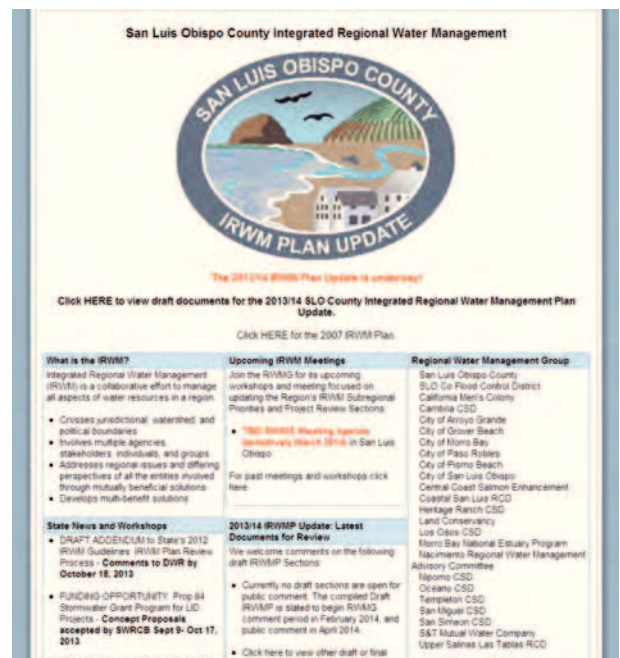 San Luis Obispo County Integrated Regional Water Management
SAN LUIS OBISPO COUNTY
IRWM PLAN UPDATE
The 2013/14 IRWM Plan Update is underway!
Click HERE to view draft documents for the 2013/14 SLO County Integrated Regional Water Management Plan
Update.
Click HERE for the 2007 IRWM Plan.
What is the IRWM?
Integrated Regional Water Management
(IRWM) is a collaborative effort to manage
all aspects of water resources in a region.
• Crosses jurisdictional, watershed, and
political boundaries
• Involves multiple agencies,
stakeholders, individuals, and groups
• Addresses regional issues and differing
perspectives of all the entities involved
through mutually beneficial solutions
• Develops multi-benefit solutions
Upcoming IRWM Meetings
Join the RWMG for its upcoming
workshops and meeting focused on
updating the Region's IRWM Subregional
Priorities and Project Review Sections:
• TBD RWMG Meeting Agenda
(tentatively March 2014) in San Luis
Obispo
For past meetings and workshops click
here.
Regional Water Management Group
San Luis Obispo County
SLO Co Flood Control District
California Men's Colony
Cambria CSD
City of Arroyo Grande
City of Grover Beach
City of Morro Bay
City of Paso Robles
City of Pismo Beach
City of San Luis Obispo
Central Coast Salmon Enhancement
Coastal San Luis RCD
Heritage Ranch CSD
Land Conservancy
Los Osos CSD
Morro Bay National Estuary Program
Nacimiento Regional Water Management
Advisory Committee
Nipomo CSD
Oceano CSD
Templeton CSD
San Miguel CSD
San Simeon CSD
S&T Mutual Water Company
Upper Salinas Las Tablas RCD
State News and Workshops
• DRAFT ADDENDUM to State's 2012
IRWM Guidelines: IRWM Plan Review
Process - Comments to DWR by
October 18, 2013
• FUNDING OPPORTUNITY: Prop 84
Stormwater Grant Program for LID
Projects - Concept Proposals
accepted by SWRCB Sept 9- Oct 17,
2013
2013/14 IRWMP Update: Latest
Documents for Review
We welcome comments on the following
draft IRWMP Sections:
• Currently no draft sections are open for
public comment. The compiled Draft
IRWMP is slated to begin RWMG
comment period in February 2014, and
public comment in April 2014.
• Click here to view other draft or final